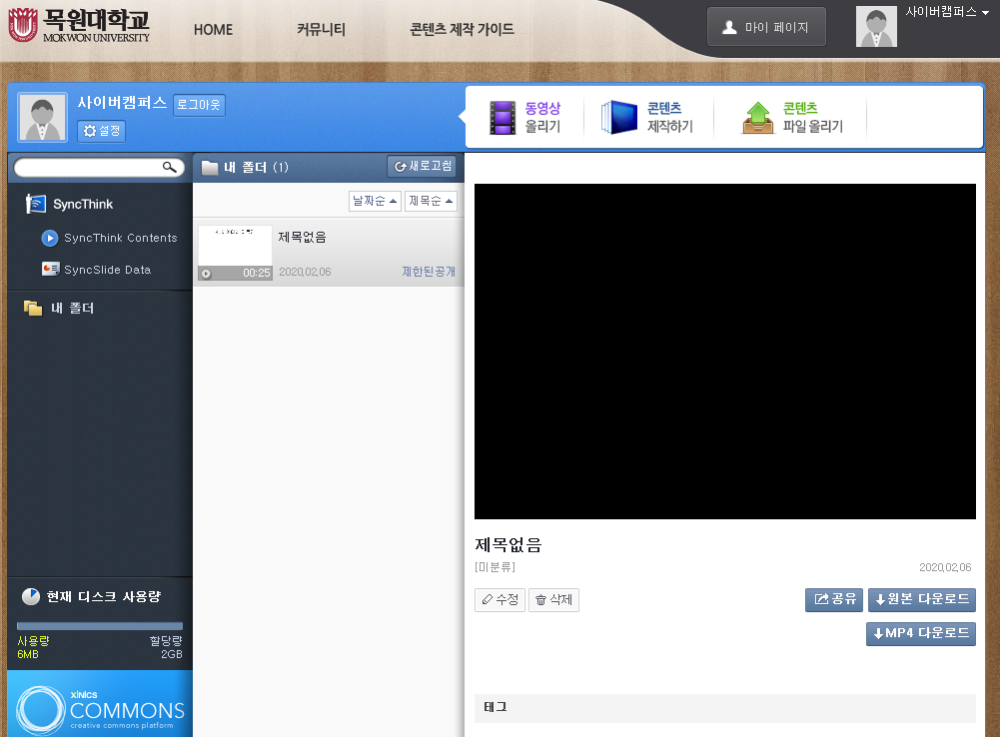 목원대학교
MOKWON UNIVERSITY
HOME
커뮤니티
콘텐츠 제작 가이드
마이 페이지
사이버캠퍼스
사이버캠퍼스
로그아웃
설정
동영상
올리기
콘텐츠
제작하기
콘텐츠
파일 올리기
SyncThink
SyncThink Contents
SyncSlide Data
내 폴더
현재 디스크 사용량
사용량
할당량
6MB
2GB
xinics
COMMONS
creative commons platform
내 폴더 (1)
새로고침
날짜순
제목순
제목없음
00:25
2020.02.06
제한된공개
제목없음
[미분류]
2020.02.06
수정
삭제
공유
원본 다운로드
MP4 다운로드
태그